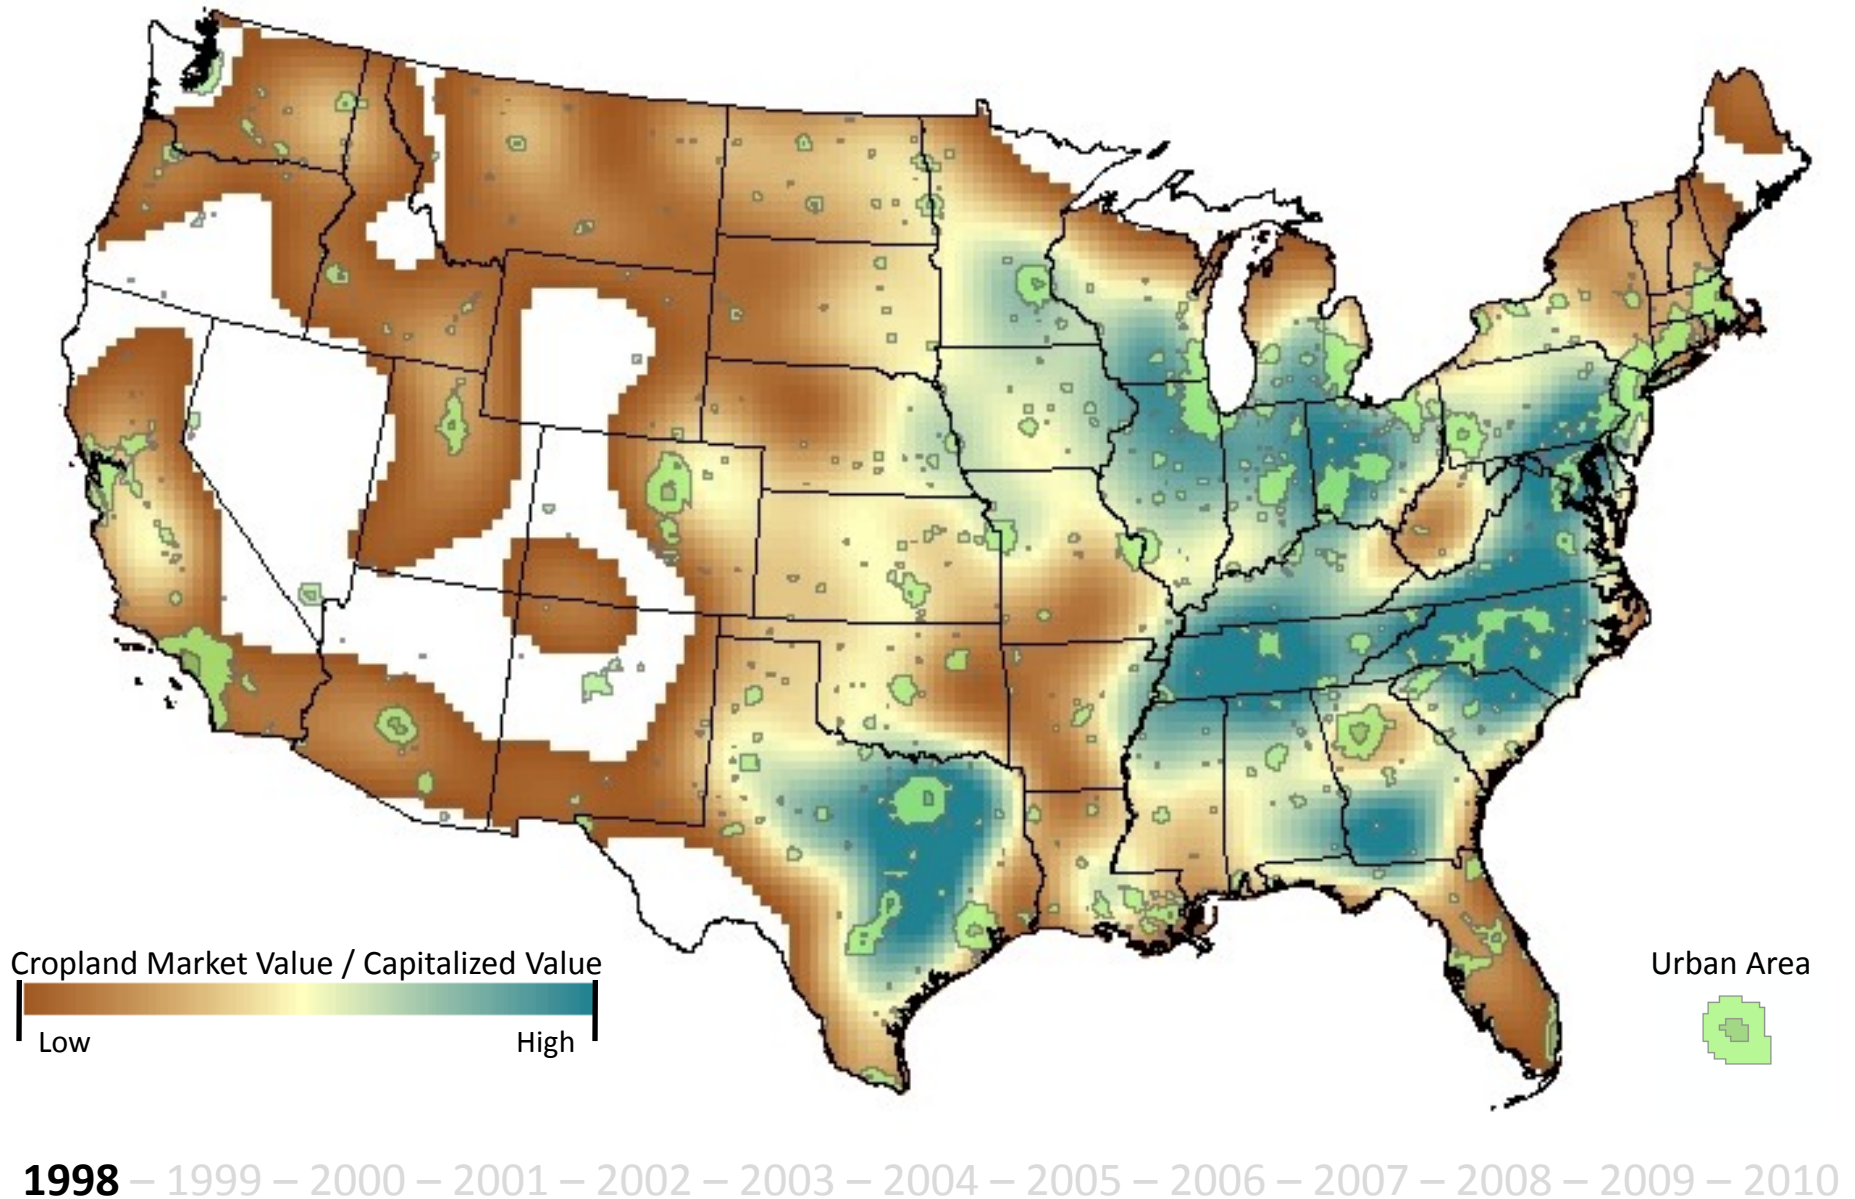 Cropland Market Value / Capitalized Value
Low High
Urban Area
1998 – 1999 – 2000 – 2001 – 2002 – 2003 – 2004 – 2005 – 2006 – 2007 – 2008 – 2009 – 2010